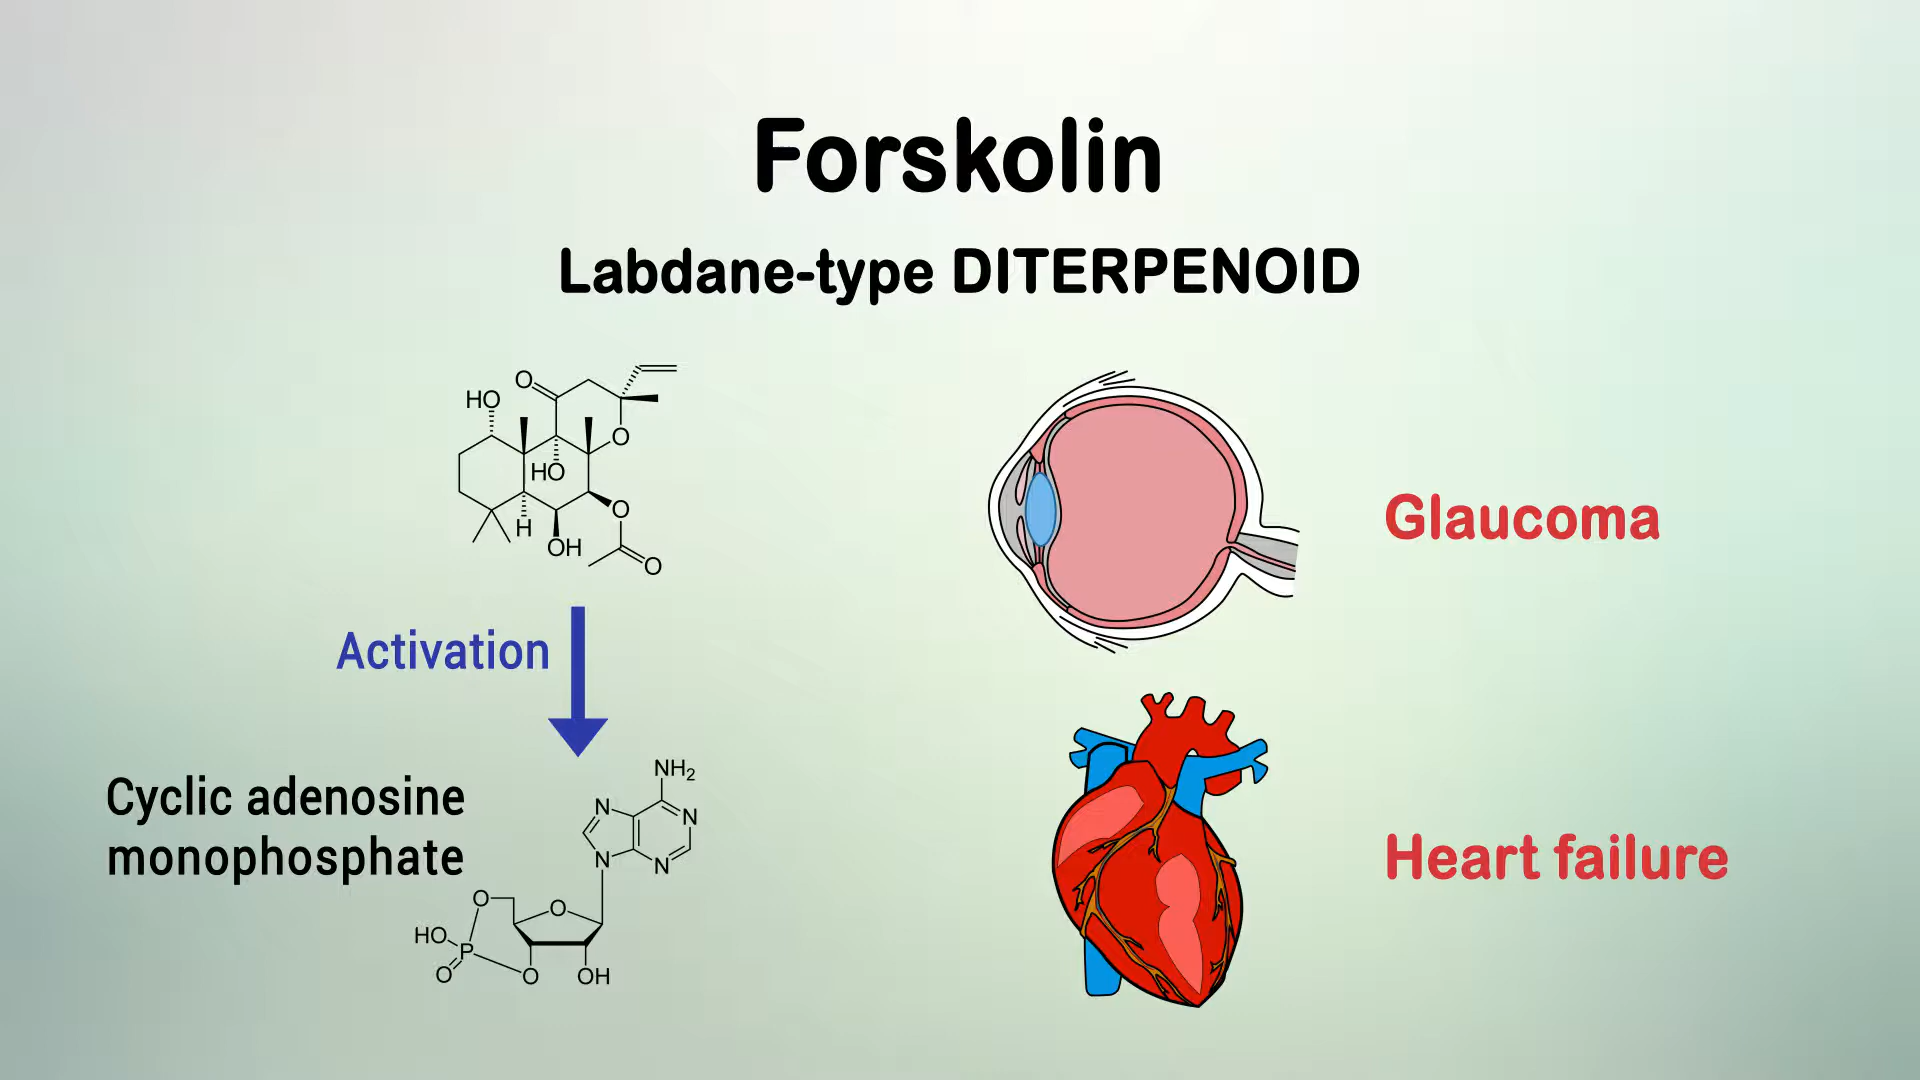 Forskolin
Labdane-type DITERPENOID
O
HO
O
HO
O
H
OH
O
Glaucoma
Activation
Cyclic adenosine
monophosphate
NH2
N
N
N
N
O
O
HO
P
O
O
OH
Heart failure